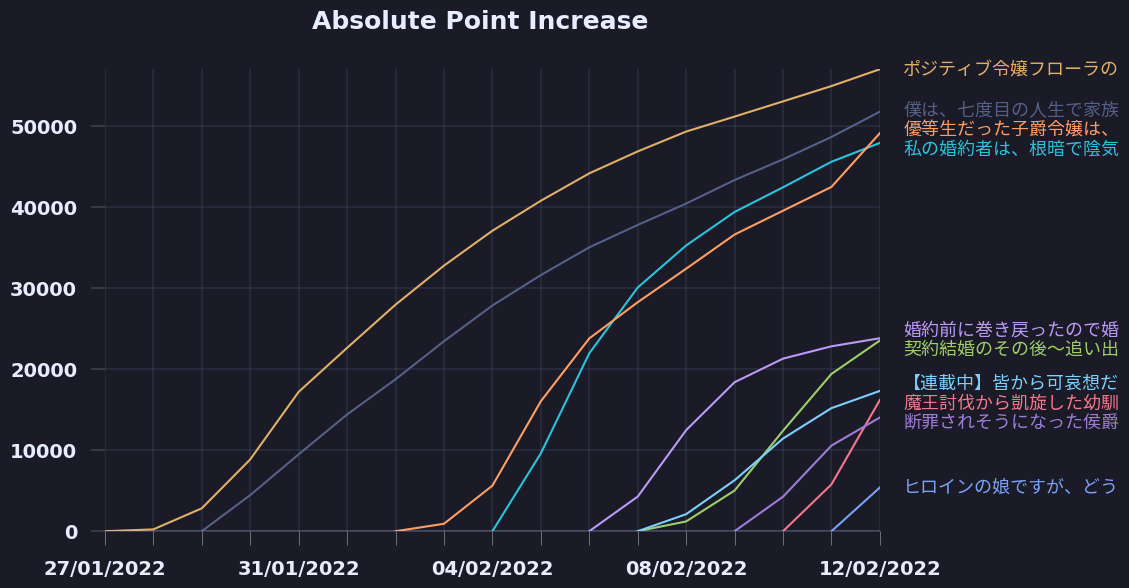 Absolute Point Increase
ポジティブ令嬢フローラの
僕は、七度目の人生で家族
優等生だった子爵令嬢は、
私の婚約者は、根暗で陰気
婚約前に巻き戻ったので婚
契約結婚のその後〜追い出
【連載中】皆から可哀想だ
魔王討伐から凱旋した幼馴
断罪されそうになった侯爵
ヒロインの娘ですが、どう
50000
40000
30000
20000
10000
0
27/01/2022
31/01/2022
04/02/2022
08/02/2022
12/02/2022